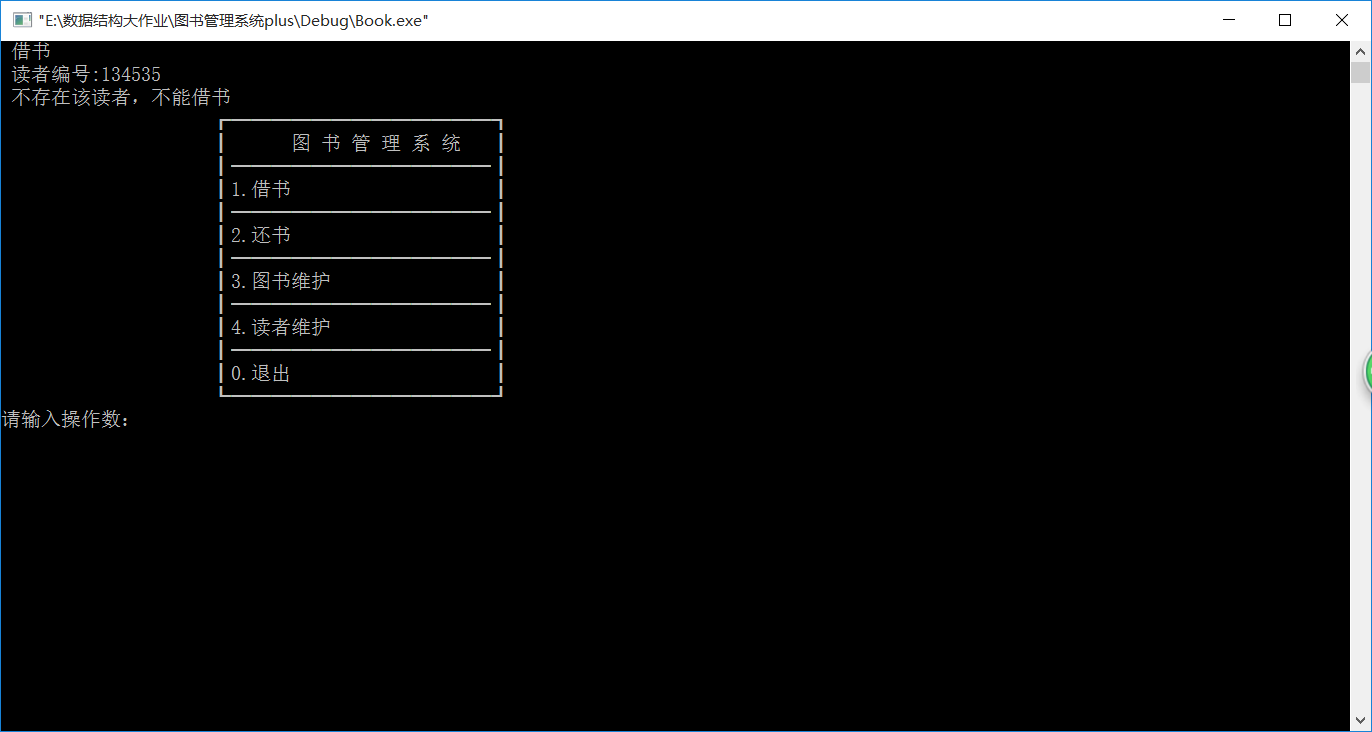 "E:\数据结构大作业\图书管理系统plus\Debug\Book.exe"
借书
读者编号:134535
不存在该读者，不能借书
图 书 管 理 系 统
1.借书
2.还书
3.图书维护
4.读者维护
0.退出
请输入操作数：